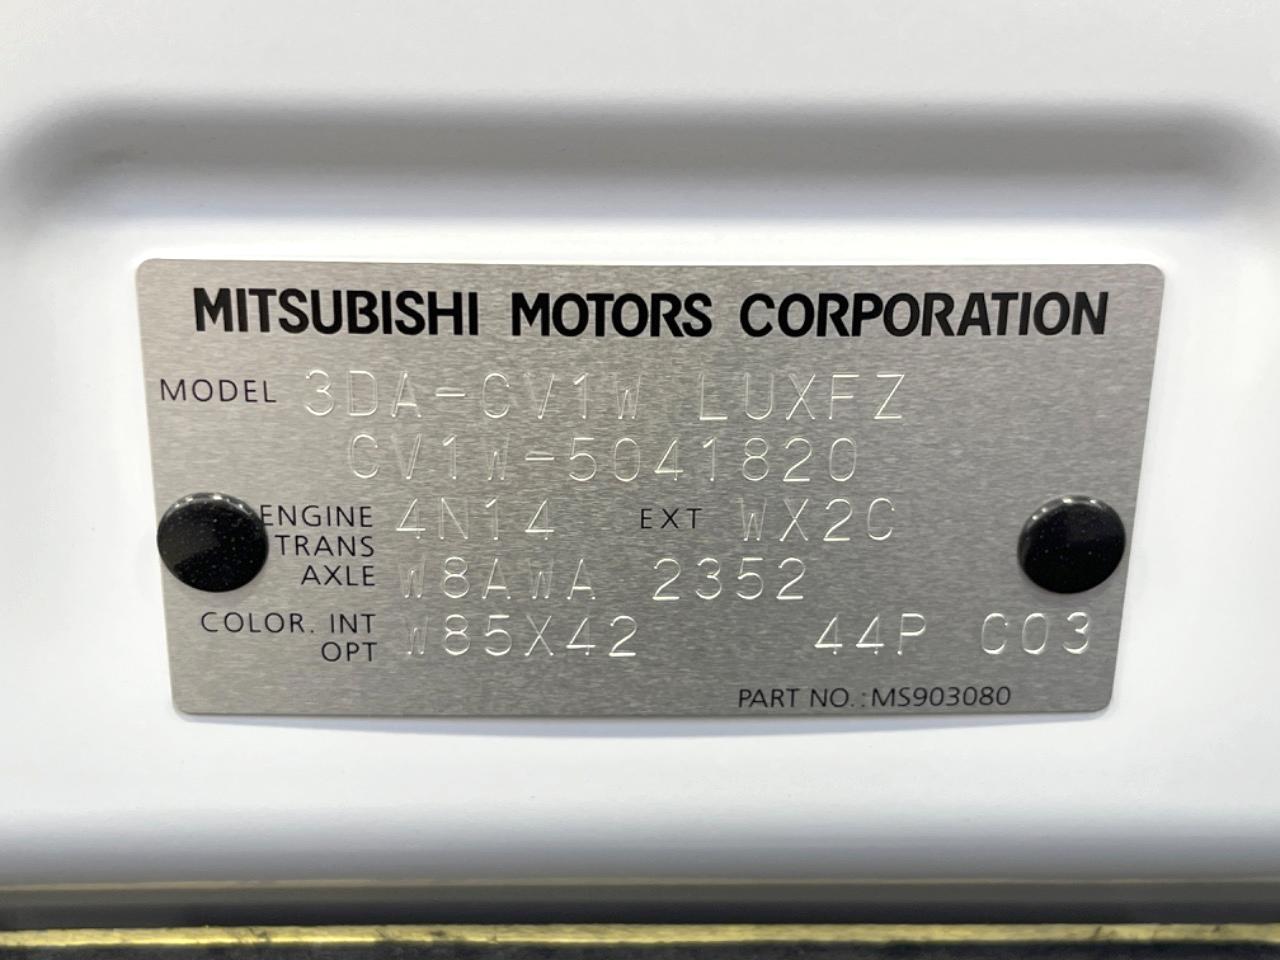 MITSUBISHI MOTORS CORPORATION
MODEL 3DA-CV1W LUXFZ
CV1W-5041820
ENGINE 4N14 EXT WX2C
TRANS
AXLE W8AWA 2352
COLOR. INT
OPT W85X42 44P C03
PART NO.:MS903080